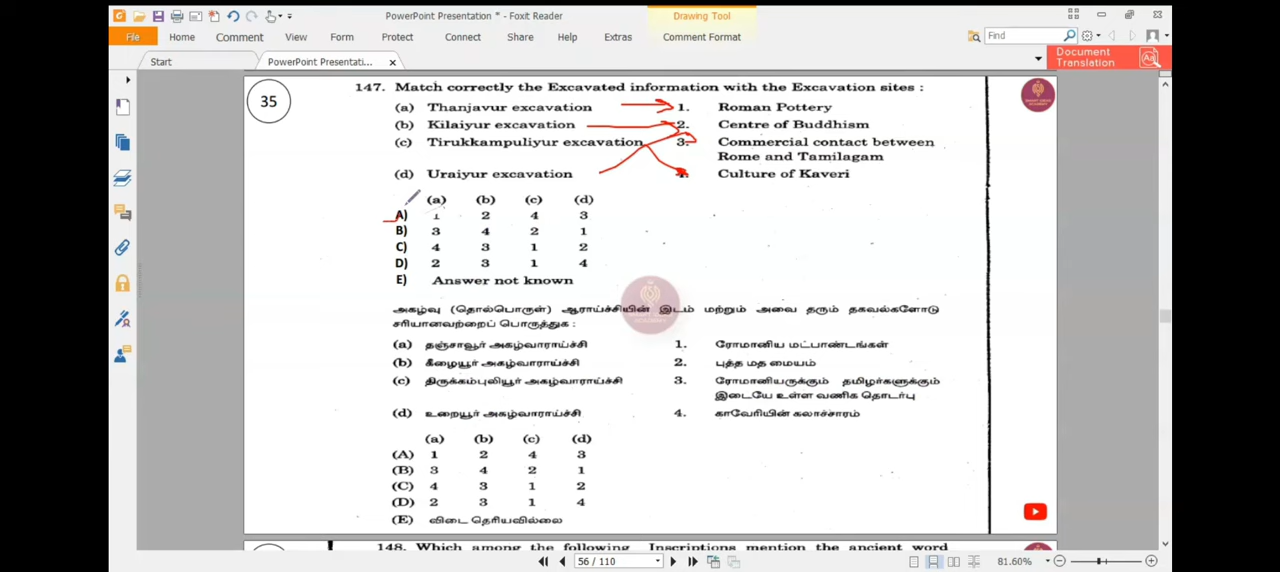 PowerPoint Presentation * - Foxit Reader
Drawing Tool
File Home Comment View Form Protect Connect Share Help Extras Comment Format
Find
Start
PowerPoint Presentati...
Document Translation
35
147. Match correctly the Excavated information with the Excavation sites :
(a) Thanjavur excavation 1. Roman Pottery
(b) Kilaiyur excavation 2. Centre of Buddhism
(c) Tirukkampuliyur excavation 3. Commercial contact between
Rome and Tamilagam
(d) Uraiyur excavation 4. Culture of Kaveri
(a) (b) (c) (d)
A) 1 2 4 3
B) 3 4 2 1
C) 4 3 1 2
D) 2 3 1 4
E) Answer not known
அகழ்வு (தொல்பொருள்) ஆராய்ச்சியின் இடம் மற்றும் அவை தரும் தகவல்களோடு
சரியானவற்றைப் பொருத்துக :
(a) தஞ்சாவூர் அகழ்வாராய்ச்சி 1. ரோமானிய மட்பாண்டங்கள்
(b) கீழையூர் அகழ்வாராய்ச்சி 2. புத்த மத மையம்
(c) திருக்கம்புலியூர் அகழ்வாராய்ச்சி 3. ரோமானியருக்கும் தமிழர்களுக்கும்
இடையே உள்ள வணிக தொடர்பு
(d) உறையூர் அகழ்வாராய்ச்சி 4. காவேரியின் கலாச்சாரம்
(a) (b) (c) (d)
(A) 1 2 4 3
(B) 3 4 2 1
(C) 4 3 1 2
(D) 2 3 1 4
(E) விடை தெரியவில்லை
148. Which among the following Inscriptions mention the ancient word
56 / 110
81.60%